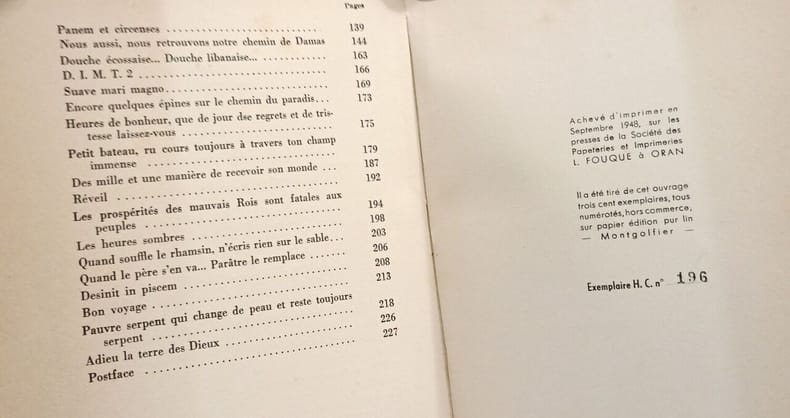 Pages
Panem et circenses .......................... 139
Nous aussi, nous retrouvons notre chemin de Damas 144
Douche écossaise... Douche libanaise... ............ 163
D. I. M. T. 2 ................................ 166
Suave mari magno ............................ 169
Encore quelques épines sur le chemin du paradis... 173
Heures de bonheur, que de jour dse regrets et de tris-
tesse laissez-vous .......................... 175
Petit bateau, ru cours toujours à travers ton champ
immense ................................ 179
Des mille et une manière de recevoir son monde ... 187
Réveil .................................... 192
Les prospérités des mauvais Rois sont fatales aux
peuples ................................ 194
Les heures sombres .......................... 198
Quand souffle le rhamsin, n'écris rien sur le sable... 203
Quand le père s'en va... Parâtre le remplace ....... 206
Desinit in piscem ............................ 208
Bon voyage ................................ 213
Pauvre serpent qui change de peau et reste toujours
serpent ................................ 218
Adieu la terre des Dieux ...................... 226
Postface .................................. 227
Achevé d'imprimer en
Septembre 1948, sur les
presses de la Société des
Papeteries et Imprimeries
L. FOUQUE à ORAN
Il a été tiré de cet ouvrage
trois cent exemplaires, tous
numérotés, hors commerce,
sur papier édition pur lin
— Montgolfier —
Exemplaire H. C. n° 196